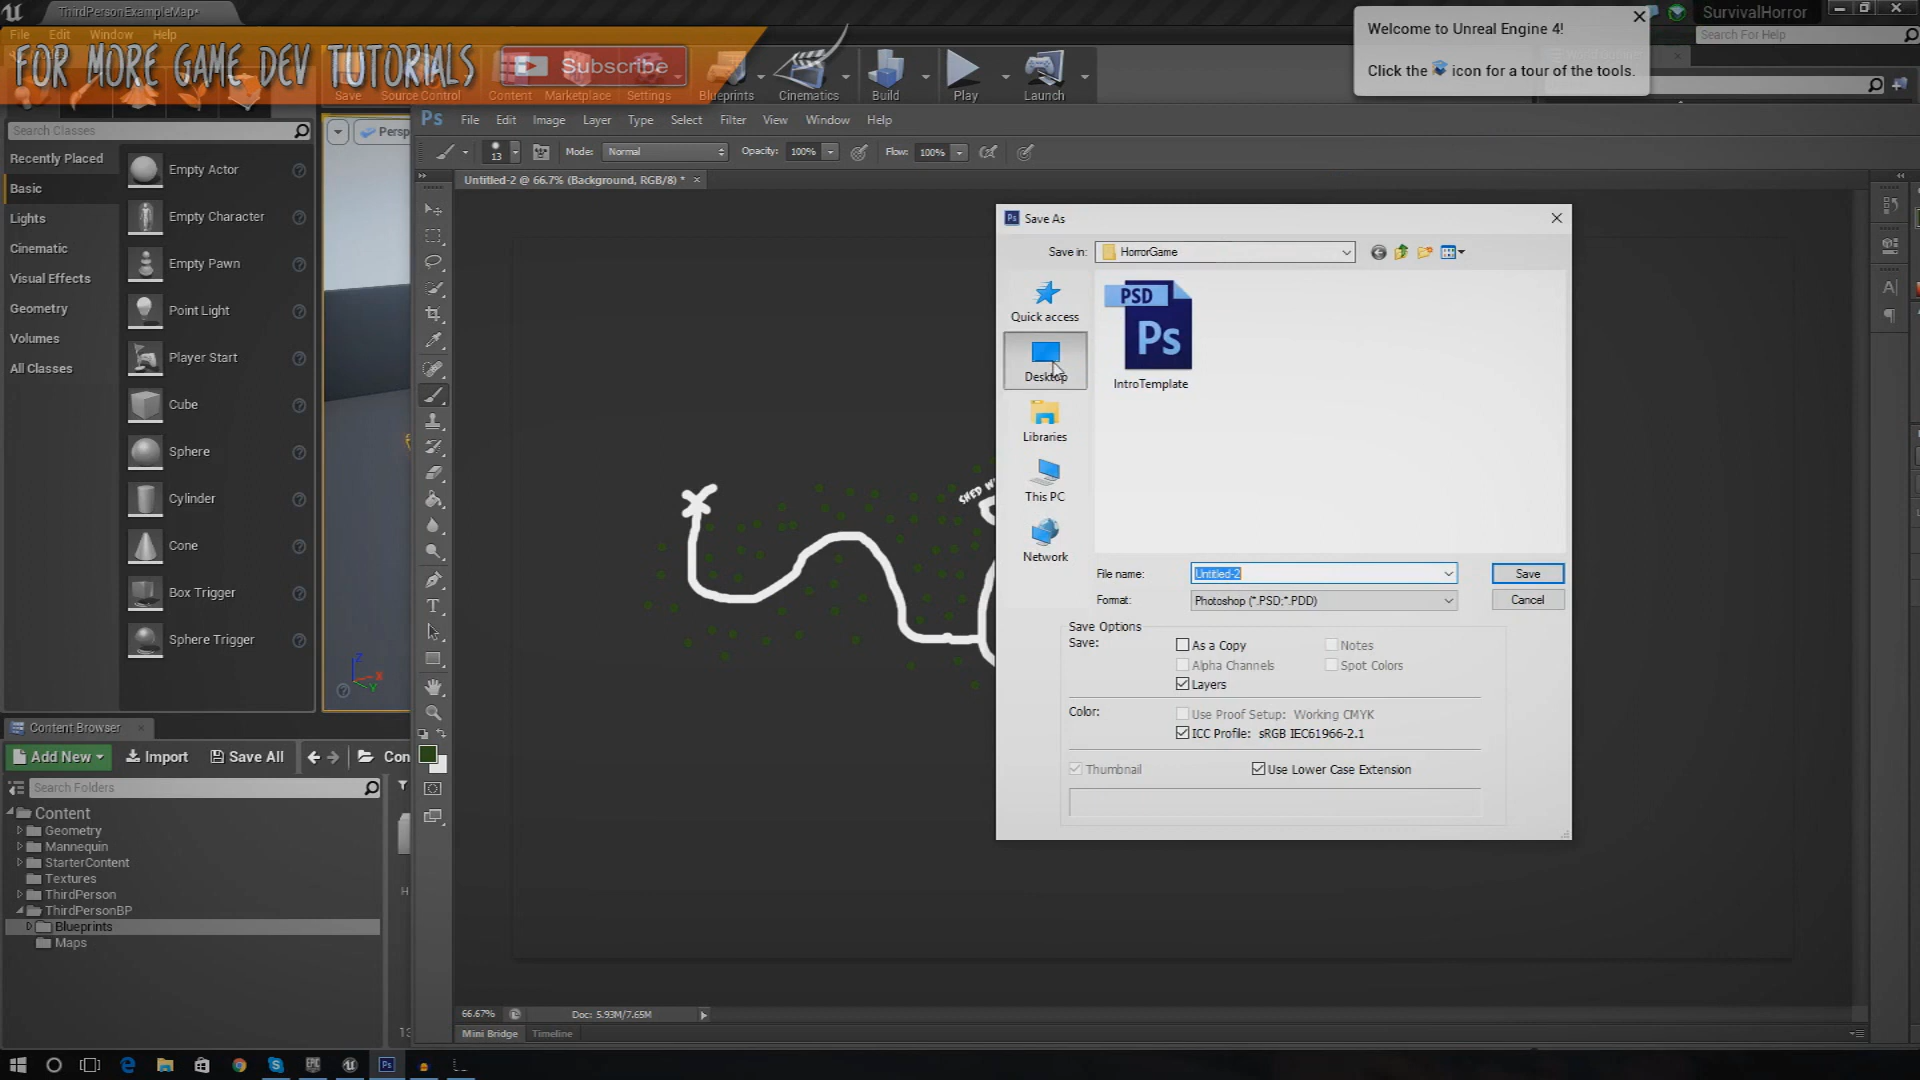 ThirdPersonExampleMap*
SurvivalHorror
File Edit Window Help
Search For Help
Welcome to Unreal Engine 4!
Click the icon for a tour of the tools.
FOR MORE GAME DEV TUTORIALS
Subscribe
Save Source Control Content Marketplace Settings Blueprints Cinematics Build Play Launch
Search Classes
Recently Placed
Basic
Lights
Cinematic
Visual Effects
Geometry
Volumes
All Classes
Empty Actor
Empty Character
Empty Pawn
Point Light
Player Start
Cube
Sphere
Cylinder
Cone
Box Trigger
Sphere Trigger
Persp
Z
X
Y
Ps File Edit Image Layer Type Select Filter View Window Help
13 Mode: Normal Opacity: 100% Flow: 100%
Untitled-2 @ 66.7% (Background, RGB/8) *
SHED W
Ps Save As
Save in: HorrorGame
Quick access
Desktop
Libraries
This PC
Network
PSD
Ps
IntroTemplate
File name: Untitled-2 Save
Format: Photoshop (*.PSD;*.PDD) Cancel
Save Options
Save: As a Copy Notes
Alpha Channels Spot Colors
Layers
Color: Use Proof Setup: Working CMYK
ICC Profile: sRGB IEC61966-2.1
Thumbnail Use Lower Case Extension
66.67% Doc: 5.93M/7.65M
Mini Bridge Timeline
Content Browser
Add New Import Save All Con
Search Folders
Content
Geometry
Mannequin
StarterContent
Textures
ThirdPerson
ThirdPersonBP
Blueprints
Maps
H
13